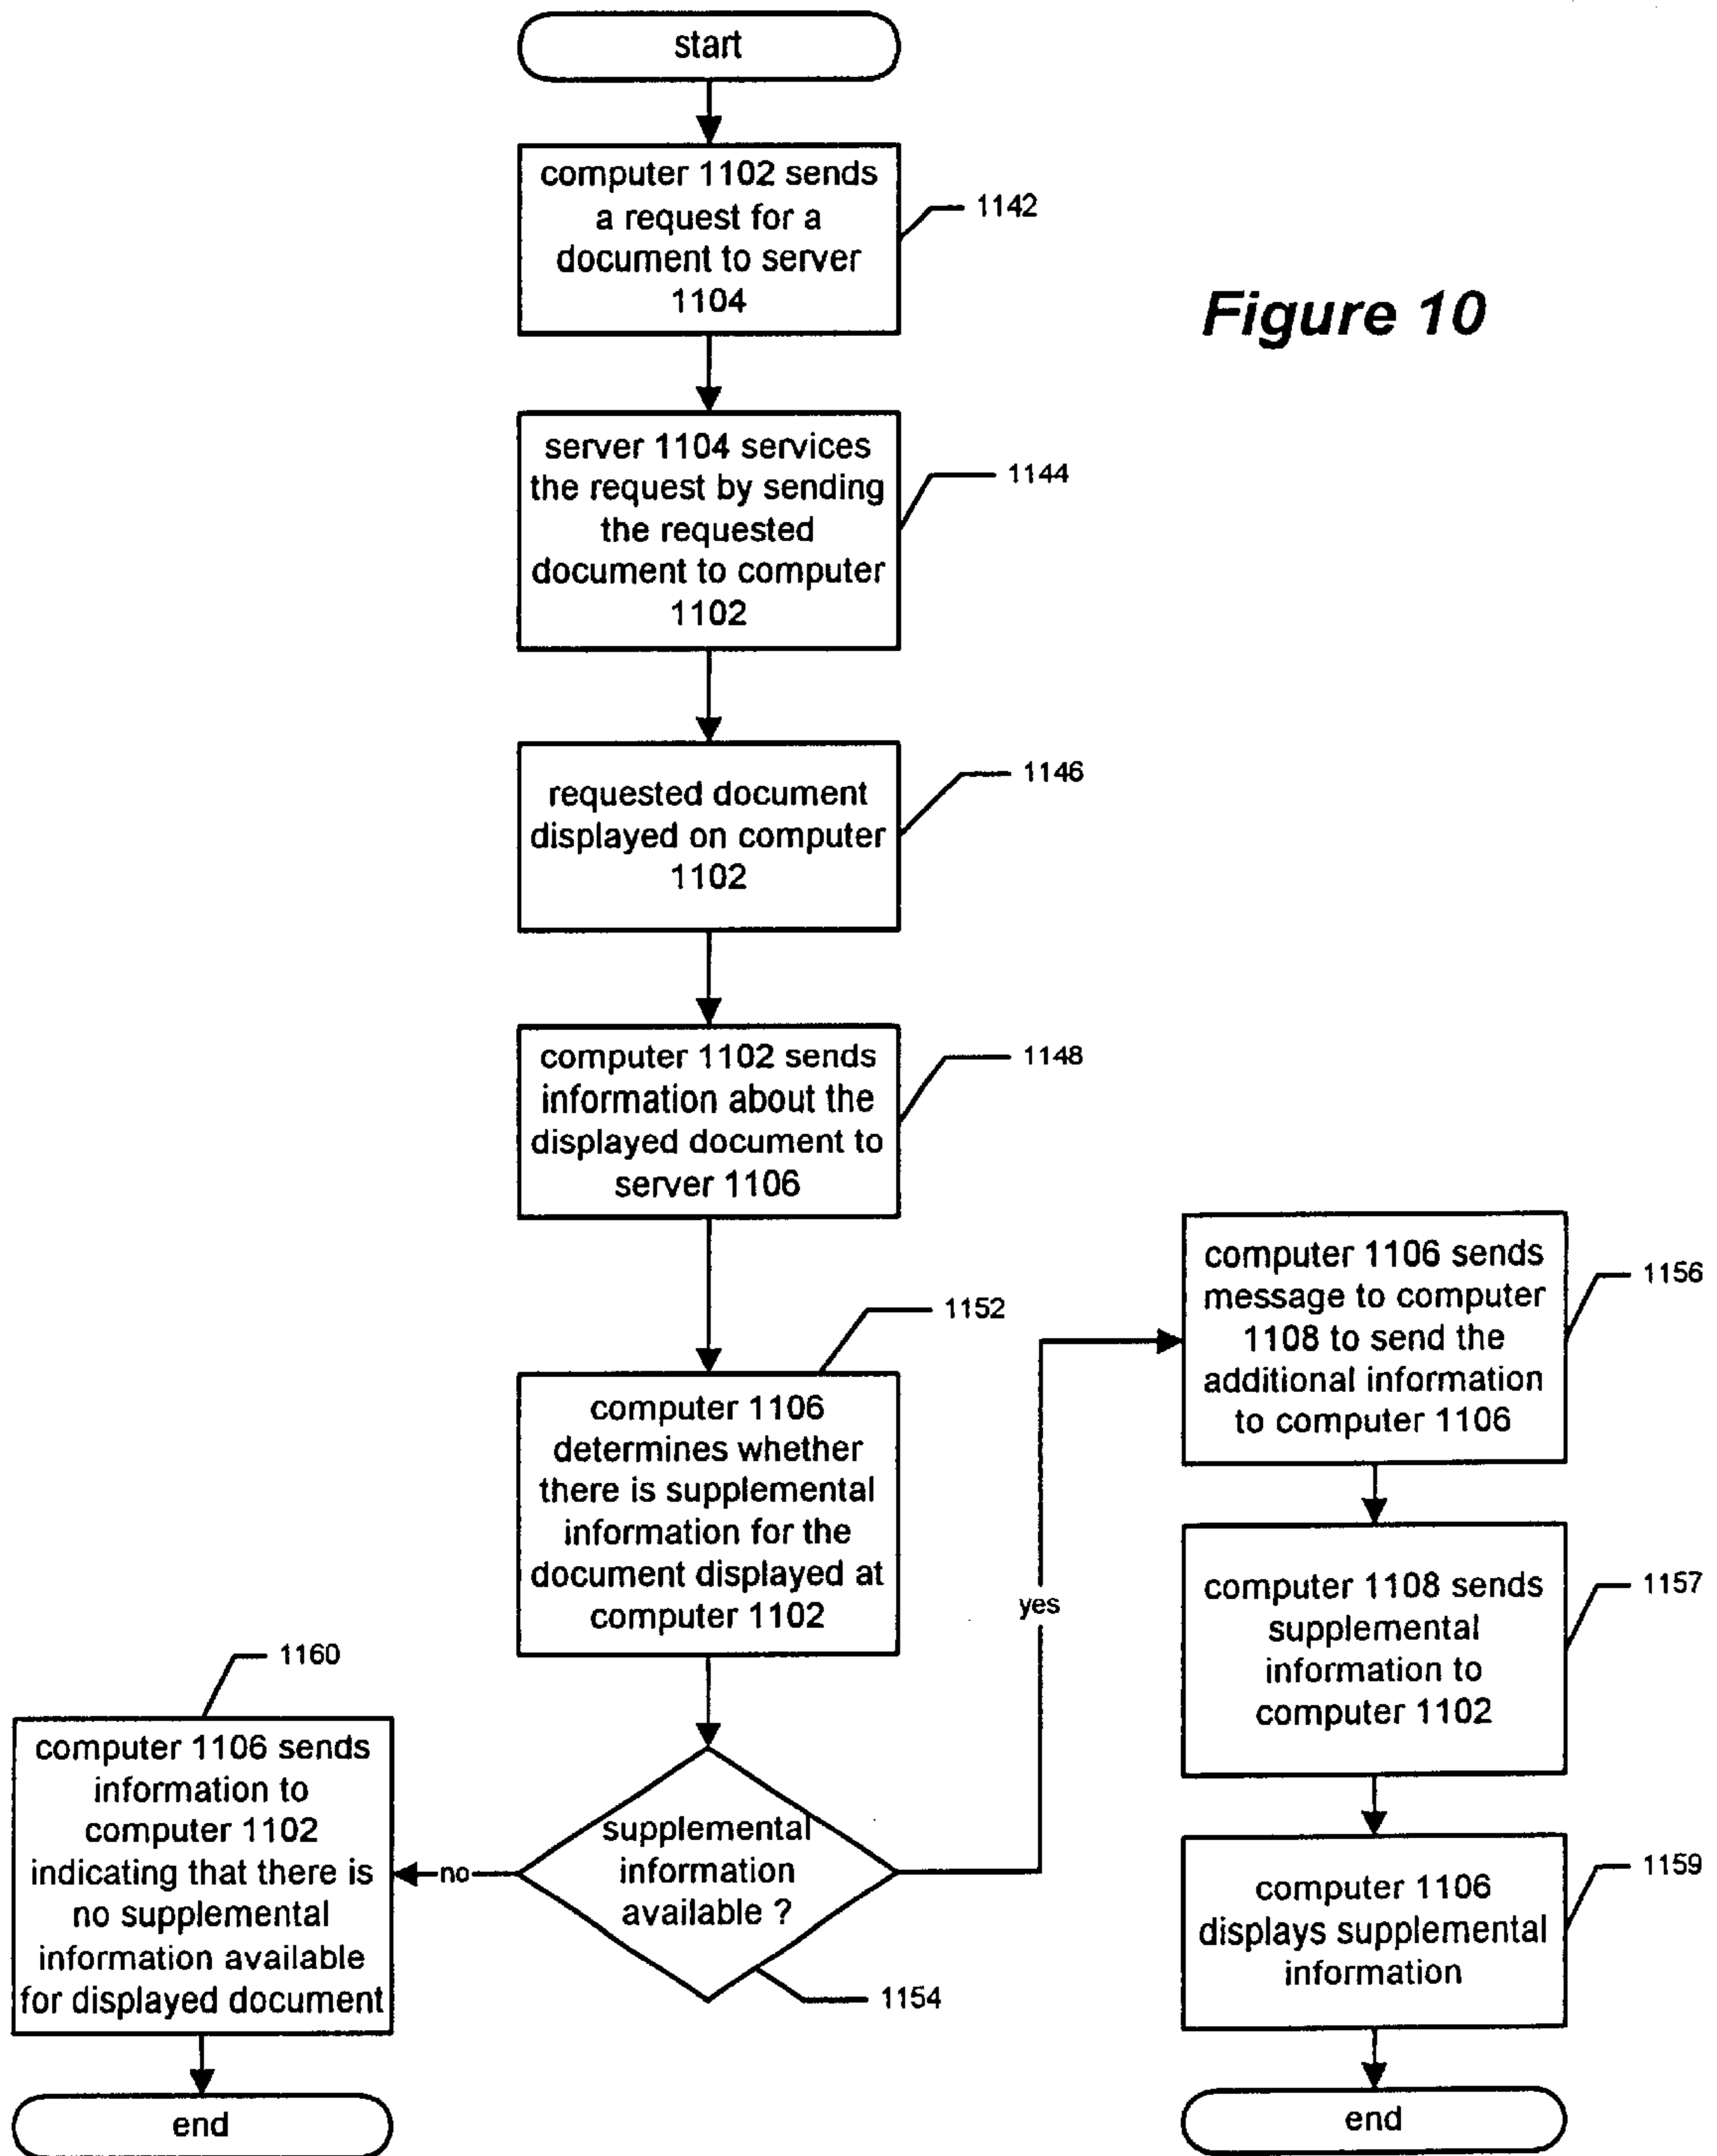 start
computer 1102 sends
a request for a
document to server
1104
1142
Figure 10
server 1104 services
the request by sending
the requested
document to computer
1102
1144
requested document
displayed on computer
1102
1146
computer 1102 sends
information about the
displayed document to
server 1106
1148
computer 1106
determines whether
there is supplemental
information for the
document displayed at
computer 1102
1152
supplemental
information
available ?
1154
no
yes
computer 1106 sends
information to
computer 1102
indicating that there is
no supplemental
information available
for displayed document
1160
end
computer 1106 sends
message to computer
1108 to send the
additional information
to computer 1106
1156
computer 1108 sends
supplemental
information to
computer 1102
1157
computer 1106
displays supplemental
information
1159
end